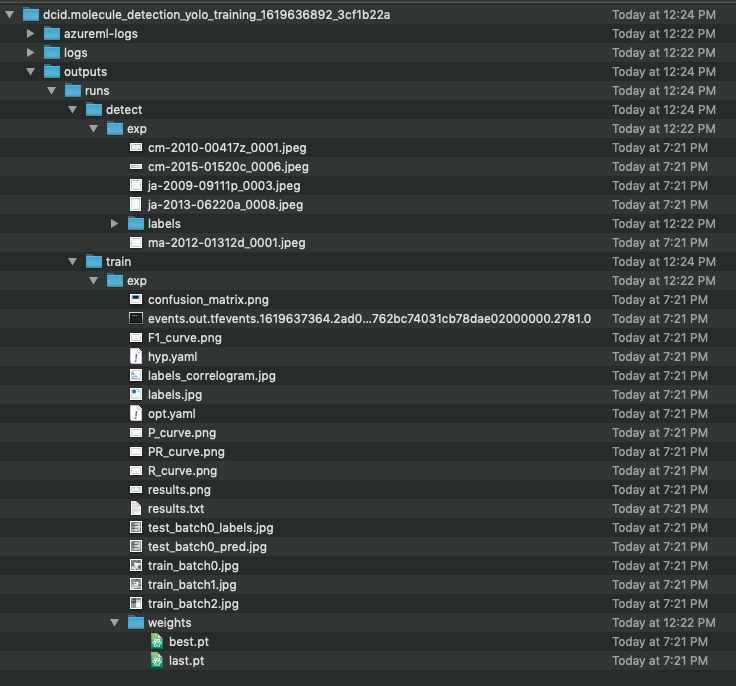 dcid.molecule_detection_yolo_training_1619636892_3cf1b22a Today at 12:24 PM
azureml-logs Today at 12:22 PM
logs Today at 12:22 PM
outputs Today at 12:24 PM
runs Today at 12:24 PM
detect Today at 12:24 PM
exp Today at 12:22 PM
cm-2010-00417z_0001.jpeg Today at 7:21 PM
cm-2015-01520c_0006.jpeg Today at 7:21 PM
ja-2009-09111p_0003.jpeg Today at 7:21 PM
ja-2013-06220a_0008.jpeg Today at 7:21 PM
labels Today at 12:22 PM
ma-2012-01312d_0001.jpeg Today at 7:21 PM
train Today at 12:24 PM
exp Today at 12:22 PM
confusion_matrix.png Today at 7:21 PM
events.out.tfevents.1619637364.2ad0...762bc74031cb78dae02000000.2781.0 Today at 7:21 PM
F1_curve.png Today at 7:21 PM
hyp.yaml Today at 7:21 PM
labels_correlogram.jpg Today at 7:21 PM
labels.jpg Today at 7:21 PM
opt.yaml Today at 7:21 PM
P_curve.png Today at 7:21 PM
PR_curve.png Today at 7:21 PM
R_curve.png Today at 7:21 PM
results.png Today at 7:21 PM
results.txt Today at 7:21 PM
test_batch0_labels.jpg Today at 7:21 PM
test_batch0_pred.jpg Today at 7:21 PM
train_batch0.jpg Today at 7:21 PM
train_batch1.jpg Today at 7:21 PM
train_batch2.jpg Today at 7:21 PM
weights Today at 12:22 PM
best.pt Today at 7:21 PM
last.pt Today at 7:21 PM